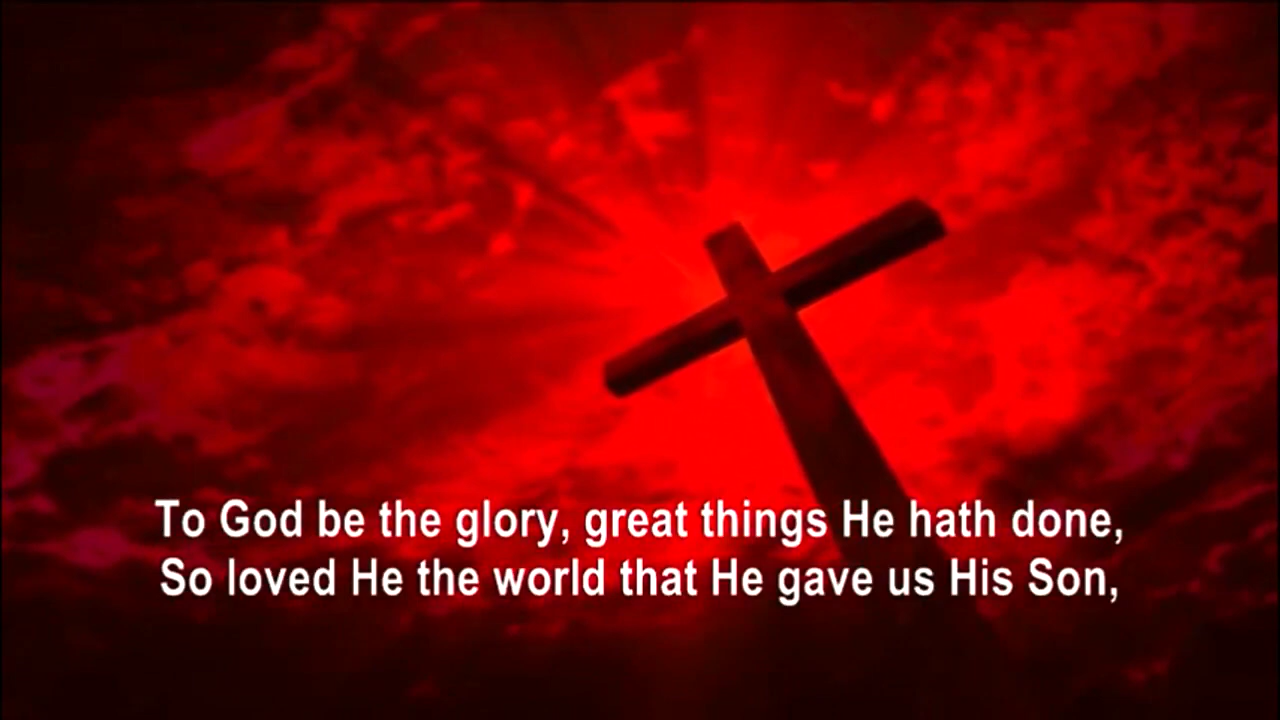 To God be the glory, great things He hath done,
So loved He the world that He gave us His Son,